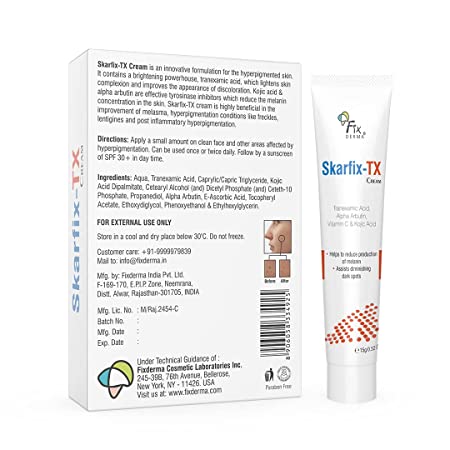 Skarfix-TX
CREAM
Skarfix-TX Cream is an innovative formulation for the hyperpigmented skin.
It contains a brightening powerhouse, tranexamic acid, which lightens skin
complexion and improves the appearance of discoloration. Kojic acid &
alpha arbutin are effective tyrosinase inhibitors which reduce the melanin
concentration in the skin. Skarfix-TX cream is highly beneficial in the
improvement of melasma, hyperpigmentation conditions like freckles,
lentigines and post inflammatory hyperpigmentation.
Directions: Apply a small amount on clean face and other areas affected by
hyperpigmentation. Can be used once or twice daily. Follow by a sunscreen
of SPF 30+ in day time.
Ingredients: Aqua, Tranexamic Acid, Caprylic/Capric Triglyceride, Kojic
Acid Dipalmitate, Cetearyl Alcohol (and) Dicetyl Phosphate (and) Ceteth-10
Phosphate, Propanediol, Alpha Arbutin, E-Ascorbic Acid, Tocopheryl
Acetate, Ethoxydiglycol, Phenoxyethanol & Ethylhexylglycerin.
FOR EXTERNAL USE ONLY
Store in a cool and dry place below 30°C. Do not freeze.
Customer care: +91-9999979839
Mail to: info@fixderma.in
Mfg. by: Fixderma India Pvt. Ltd.
F-169-170, E.P.I.P. Zone, Neemrana,
Distt. Alwar, Rajasthan-301705, INDIA
Mfg. Lic. No. : M/Raj.2454-C
Batch No. :
Mfg. Date :
Exp. Date :
Before
After
8906058334925
Under Technical Guidance of :
Fixderma Cosmetic Laboratories Inc.
245-39B, 76th Avenue, Bellerose,
New York, NY - 11426. USA
www.fixderma.com
Paraben Free
Fix
DERMA
Skarfix-TX
CREAM
Tranexamic Acid,
Alpha Arbutin,
Vitamin C & Kojic Acid
• Helps to reduce production
of melanin
• Assists diminishing
dark spots